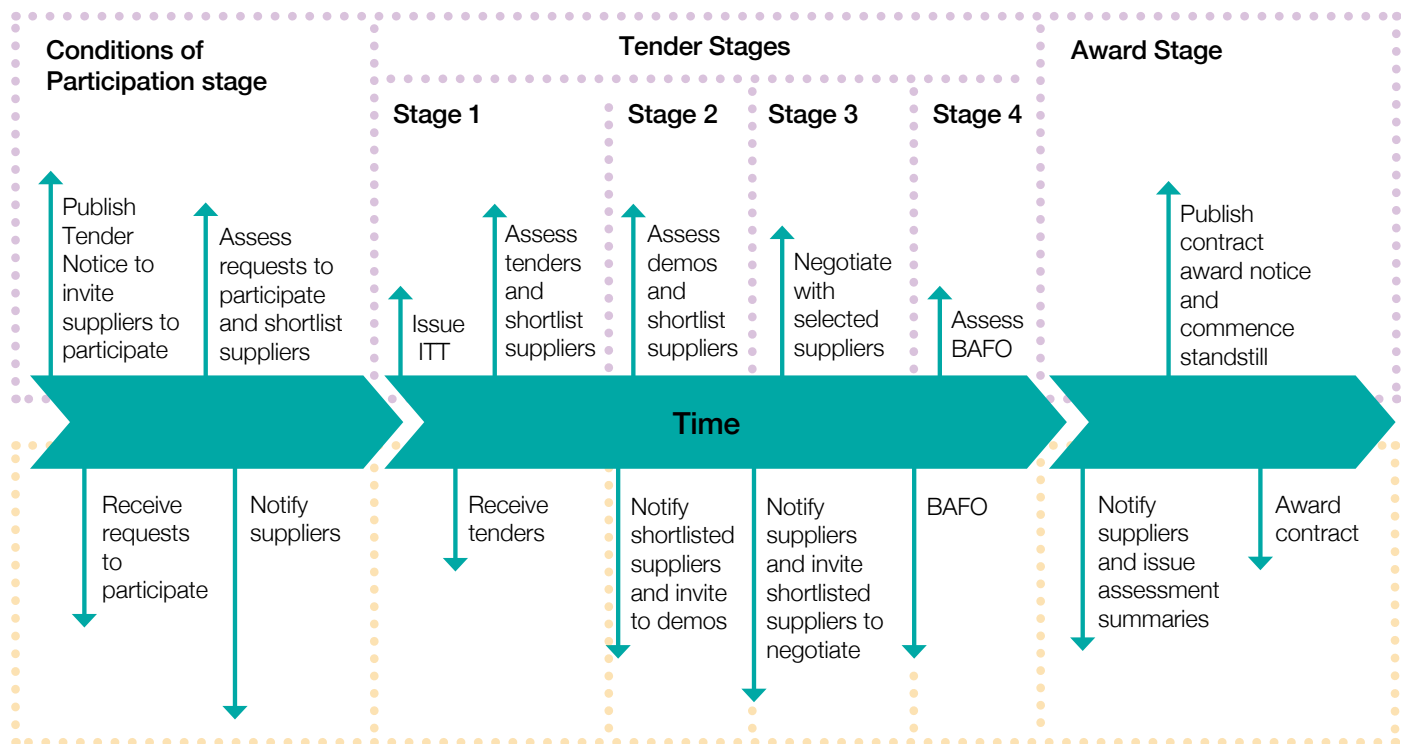 Conditions of
Participation stage
Tender Stages
Award Stage
Stage 1
Stage 2
Stage 3
Stage 4
Publish
Tender
Notice to
invite
suppliers to
participate
Assess
requests to
participate
and shortlist
suppliers
Issue
ITT
Assess
tenders
and
shortlist
suppliers
Assess
demos
and
shortlist
suppliers
Negotiate
with
selected
suppliers
Assess
BAFO
Publish
contract
award notice
and
commence
standstill
Time
Receive
requests
to
participate
Notify
suppliers
Receive
tenders
Notify
shortlisted
suppliers
and invite
to demos
Notify
suppliers
and invite
shortlisted
suppliers to
negotiate
BAFO
Notify
suppliers
and issue
assessment
summaries
Award
contract